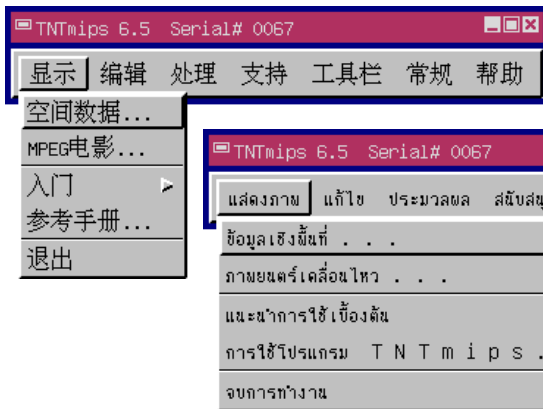 TNTmips 6.5 Serial# 0067
显示 编辑 处理 支持 工具栏 常规 帮助
空间数据...
MPEG电影...
入门
参考手册...
退出
TNTmips 6.5 Serial# 0067
แสดงภาพ แก้ไข ประมวลผล สนับสนุ
ข้อมูลเชิงพื้นที่ . . .
ภาพยนตร์เคลื่อนไหว . . .
แนะนำการใช้เบื้องต้น
การใช้โปรแกรม TNTmips.
จบการทำงาน